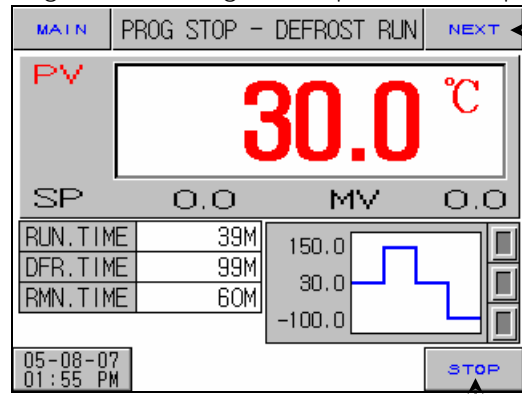 MAIN PROG STOP - DEFROST RUN NEXT
PV 30.0 ℃
SP 0.0 MV 0.0
RUN.TIME 39M
DFR.TIME 99M
RMN.TIME 60M
150.0
30.0
-100.0
05-08-07
01:55 PM
STOP